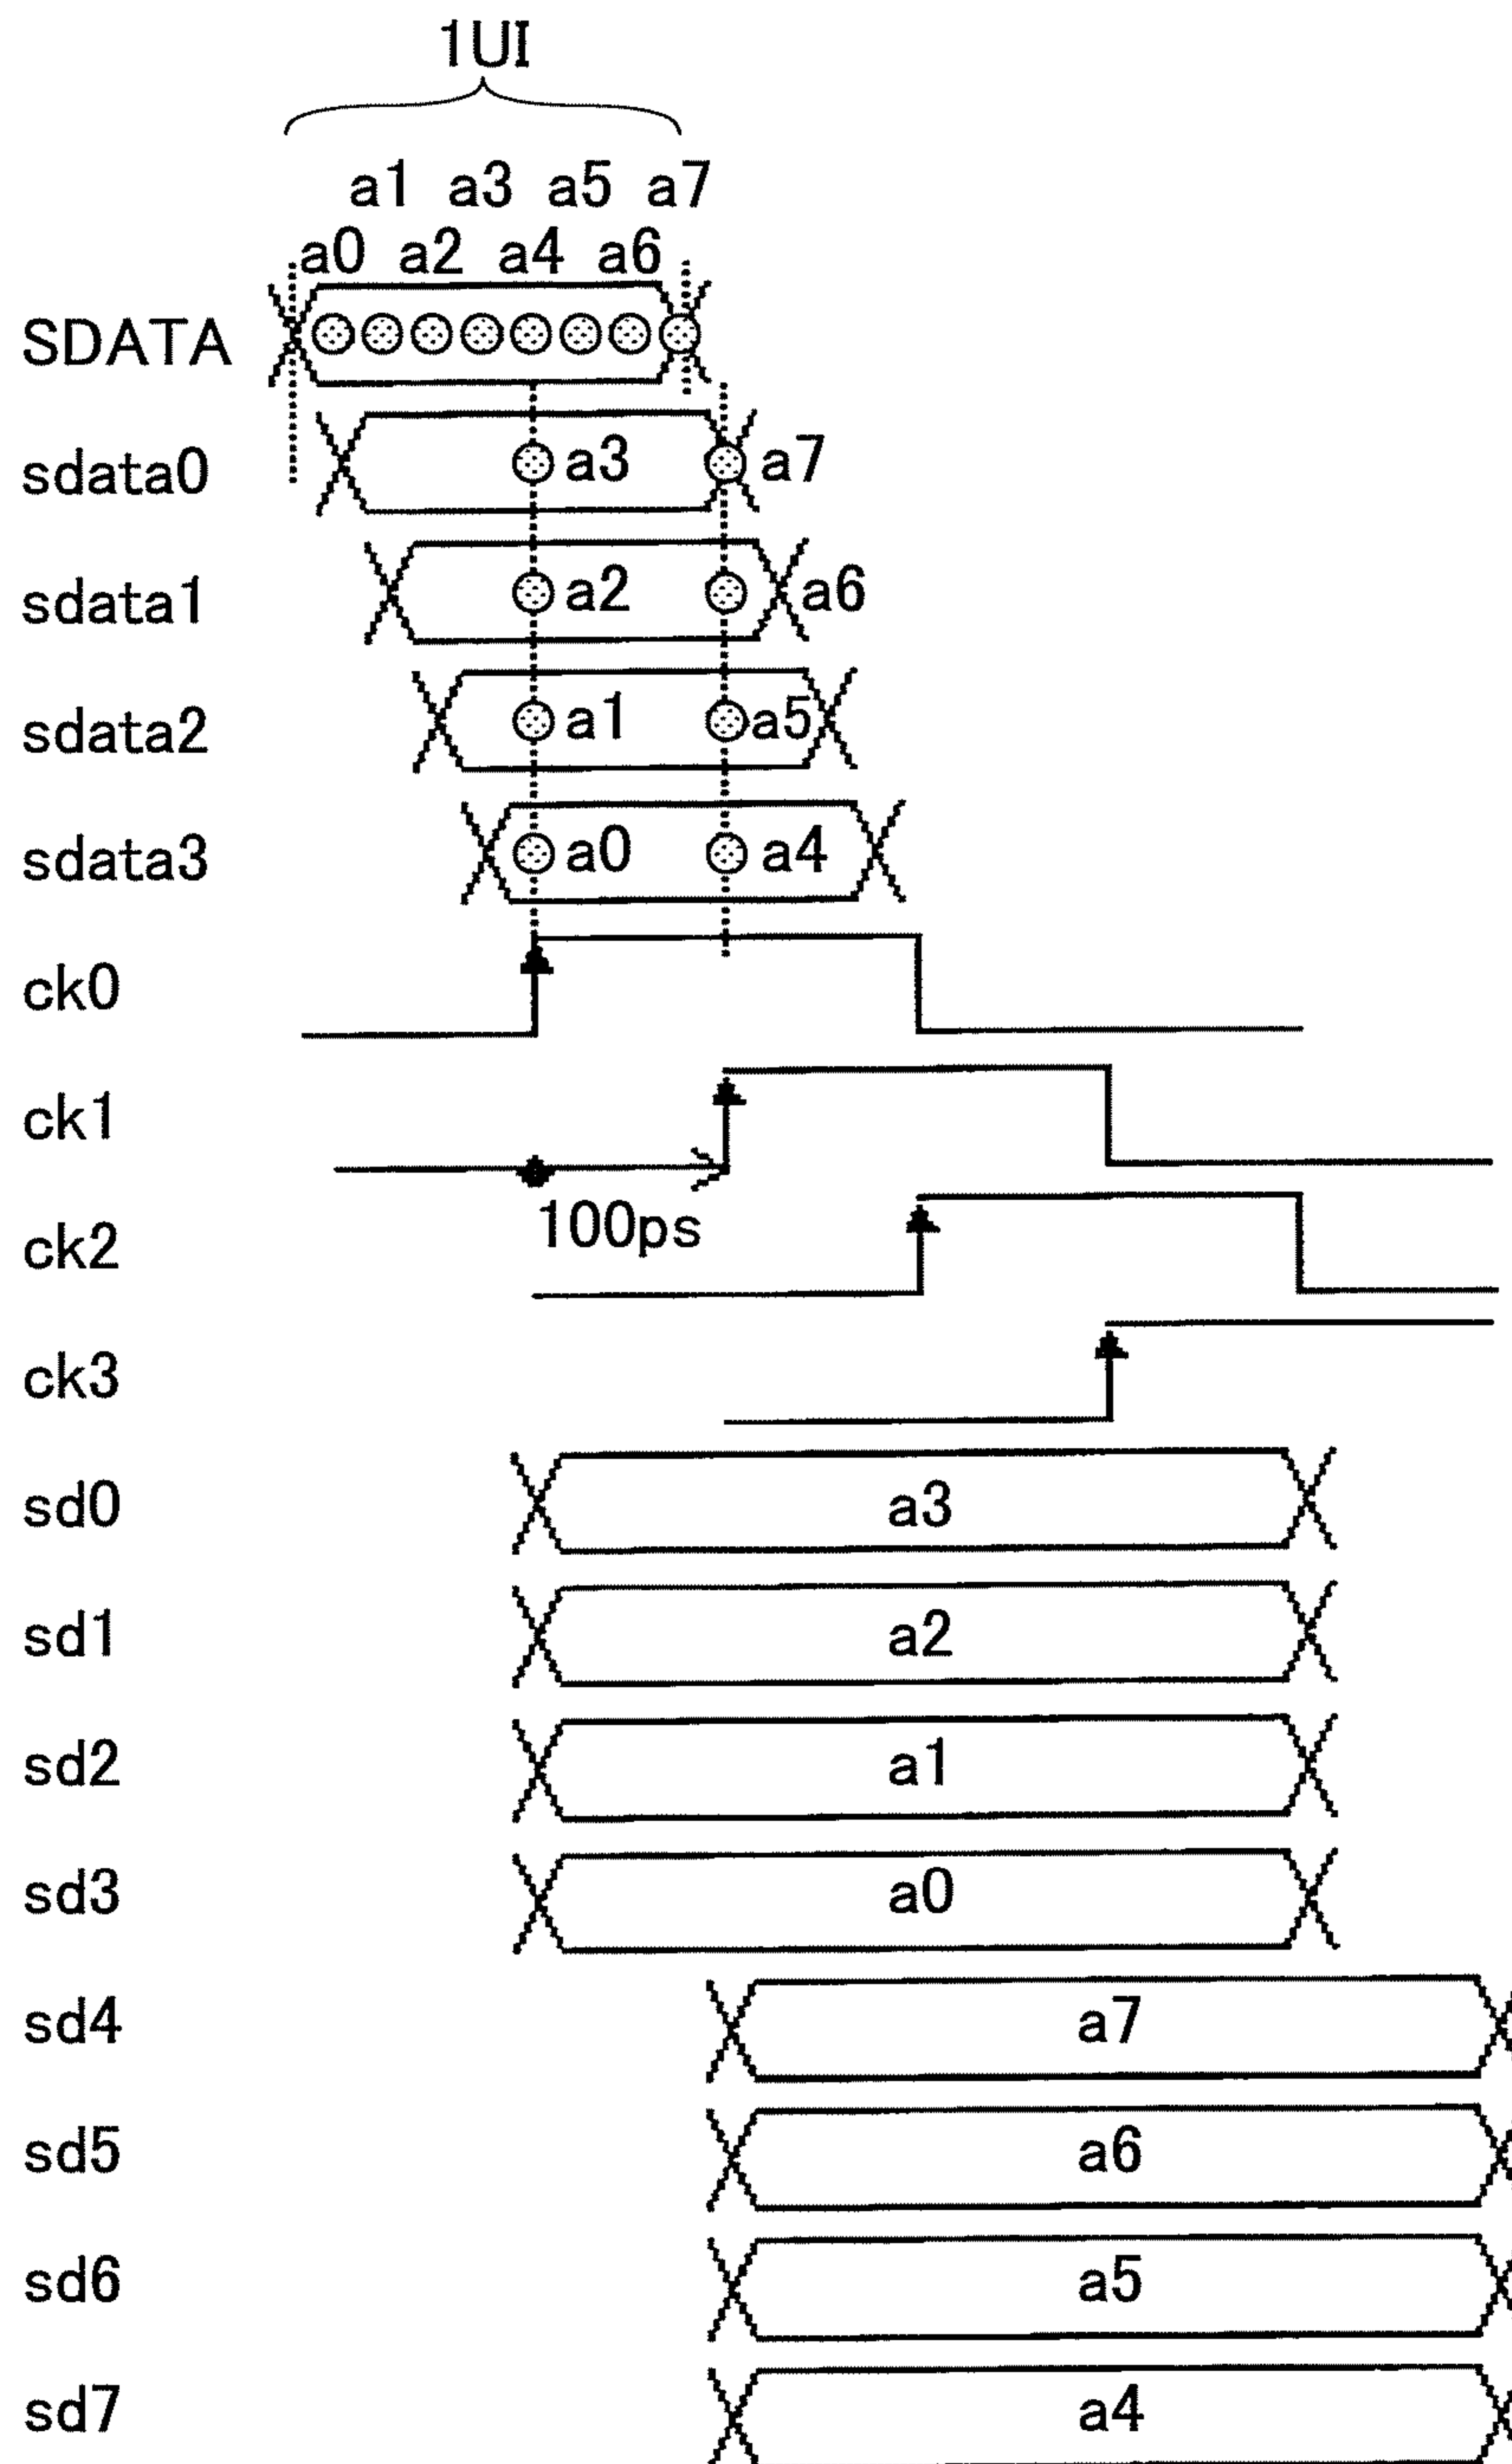 1UI
a1 a3 a5 a7
a0 a2 a4 a6
SDATA
sdata0 a3 a7
sdata1 a2 a6
sdata2 a1 a5
sdata3 a0 a4
ck0
ck1
100ps
ck2
ck3
sd0 a3
sd1 a2
sd2 a1
sd3 a0
sd4 a7
sd5 a6
sd6 a5
sd7 a4